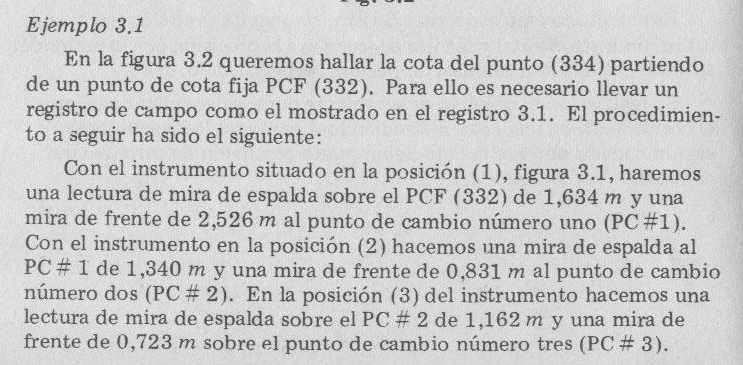 Ejemplo 3.1
En la figura 3.2 queremos hallar la cota del punto (334) partiendo
de un punto de cota fija PCF (332). Para ello es necesario llevar un
registro de campo como el mostrado en el registro 3.1. El procedimien-
to a seguir ha sido el siguiente:
Con el instrumento situado en la posición (1), figura 3.1, haremos
una lectura de mira de espalda sobre el PCF (332) de 1,634 m y una
mira de frente de 2,526 m al punto de cambio número uno (PC #1).
Con el instrumento en la posición (2) hacemos una mira de espalda al
PC # 1 de 1,340 m y una mira de frente de 0,831 m al punto de cambio
número dos (PC # 2). En la posición (3) del instrumento hacemos una
lectura de mira de espalda sobre el PC # 2 de 1,162 m y una mira de
frente de 0,723 m sobre el punto de cambio número tres (PC # 3).